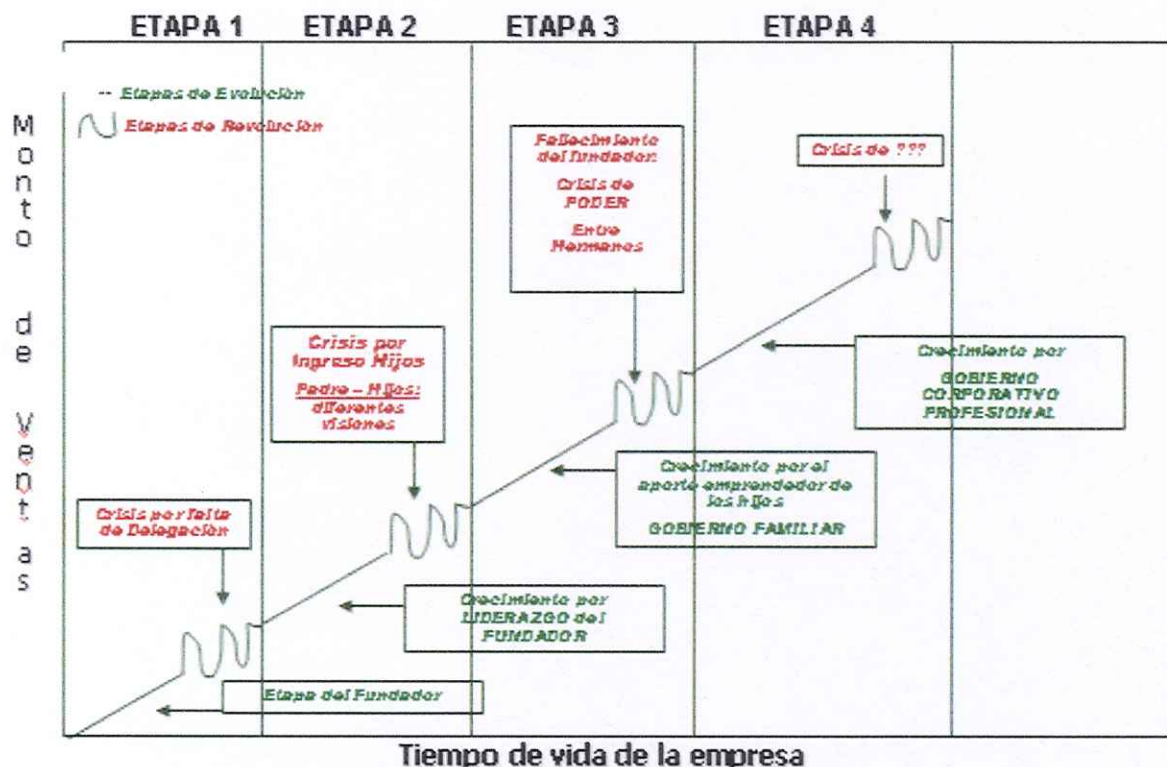 ETAPA 1 ETAPA 2 ETAPA 3 ETAPA 4
-- Etapas de Evolución
Etapas de Revolución
Monto de Ventas
Fallecimiento
del fundador:
Crisis de
PODER
Entre
Hermanos
Crisis de ???
Crisis por
Ingreso Hijos
Padre – Hijos:
diferentes
visiones
Crecimiento por
GOBIERNO
CORPORATIVO
PROFESIONAL
Crecimiento por el
aporte emprendedor de
los hijos
GOBIERNO FAMILIAR
Crisis por falta
de Delegación
Crecimiento por
LIDERAZGO del
FUNDADOR
Etapa del Fundador
Tiempo de vida de la empresa